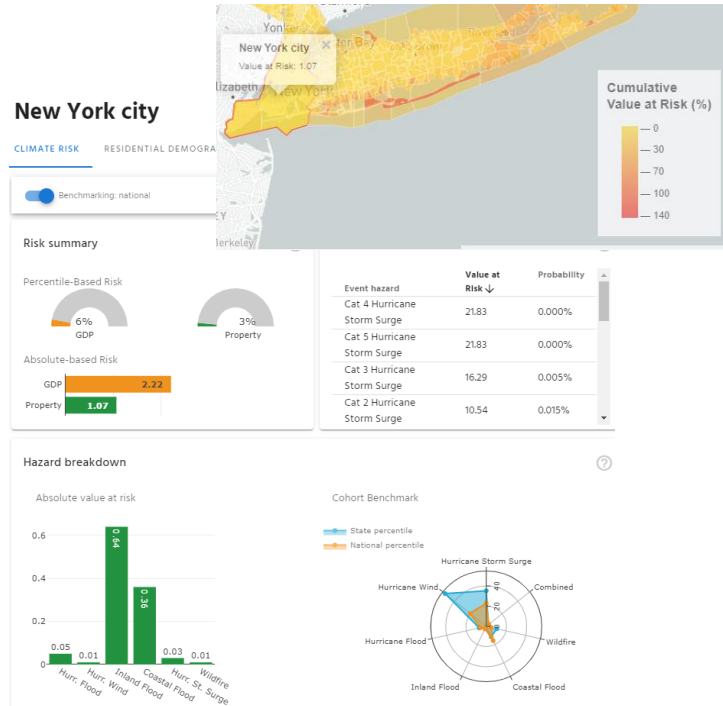 Yonkers
New York city
×
Value at Risk: 1.07
New York
Cumulative
Value at Risk (%)
0
30
70
100
140
New York city
CLIMATE RISK
RESIDENTIAL DEMOGRA
Benchmarking: national
Risk summary
Percentile-Based Risk
6%
GDP
3%
Property
Absolute-based Risk
GDP
2.22
Property
1.07
Event hazard
Value at
Risk ↓
Probability
Cat 4 Hurricane
Storm Surge
21.83
0.000%
Cat 5 Hurricane
Storm Surge
21.83
0.000%
Cat 3 Hurricane
Storm Surge
16.29
0.005%
Cat 2 Hurricane
Storm Surge
10.54
0.015%
Hazard breakdown
?
Absolute value at risk
0.6
0.4
0.2
0
0.05
0.01
0.64
0.36
0.03
0.01
Hurr. Flood
Hurr. Wind
Inland Flood
Coastal Flood
Hurr. St. Surge
Wildfire
Cohort Benchmark
State percentile
National percentile
Hurricane Storm Surge
Hurricane Wind
Combined
40
20
Hurricane Flood
Wildfire
Inland Flood
Coastal Flood